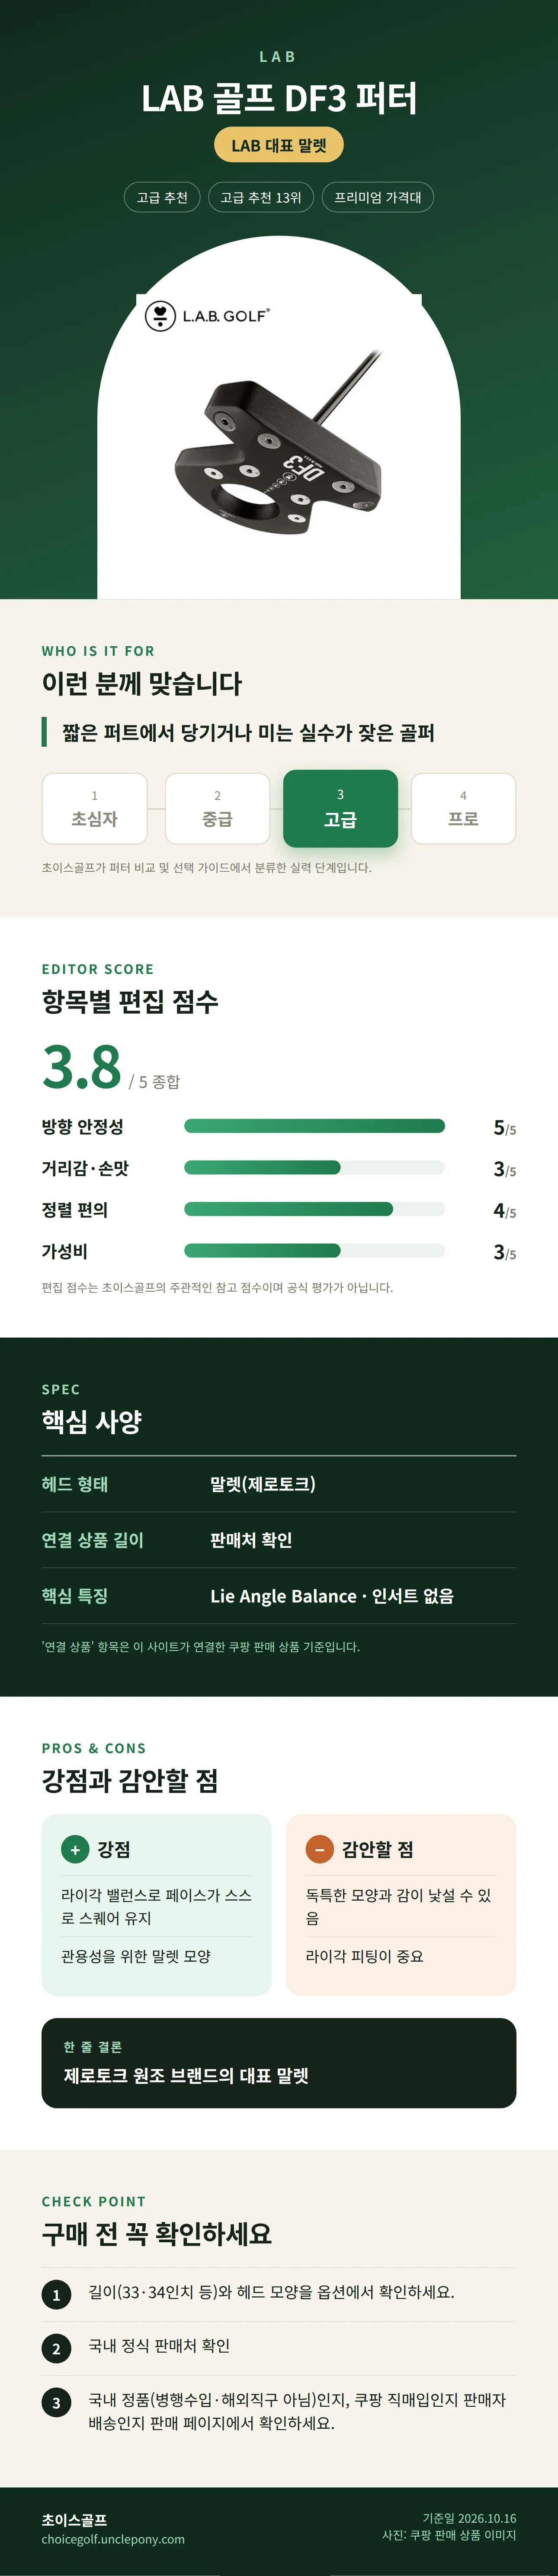 LAB
LAB 골프 DF3 퍼터
LAB 대표 말렛
고급 추천
고급 추천 13위
프리미엄 가격대
L.A.B. GOLF®
DF3
WHO IS IT FOR
이런 분께 맞습니다
짧은 퍼트에서 당기거나 미는 실수가 잦은 골퍼
1
초심자
2
중급
3
고급
4
프로
초이스골프가 퍼터 비교 및 선택 가이드에서 분류한 실력 단계입니다.
EDITOR SCORE
항목별 편집 점수
3.8 / 5 종합
방향 안정성 5/5
거리감·손맛 3/5
정렬 편의 4/5
가성비 3/5
편집 점수는 초이스골프의 주관적인 참고 점수이며 공식 평가가 아닙니다.
SPEC
핵심 사양
헤드 형태 말렛(제로토크)
연결 상품 길이 판매처 확인
핵심 특징 Lie Angle Balance · 인서트 없음
'연결 상품' 항목은 이 사이트가 연결한 쿠팡 판매 상품 기준입니다.
PROS & CONS
강점과 감안할 점
+ 강점
라이각 밸런스로 페이스가 스스
로 스퀘어 유지
관용성을 위한 말렛 모양
− 감안할 점
독특한 모양과 감이 낯설 수 있
음
라이각 피팅이 중요
한 줄 결론
제로토크 원조 브랜드의 대표 말렛
CHECK POINT
구매 전 꼭 확인하세요
1 길이(33·34인치 등)와 헤드 모양을 옵션에서 확인하세요.
2 국내 정식 판매처 확인
3 국내 정품(병행수입·해외직구 아님)인지, 쿠팡 직매입인지 판매자
배송인지 판매 페이지에서 확인하세요.
초이스골프
choicegolf.unclepony.com
기준일 2026.10.16
사진: 쿠팡 판매 상품 이미지